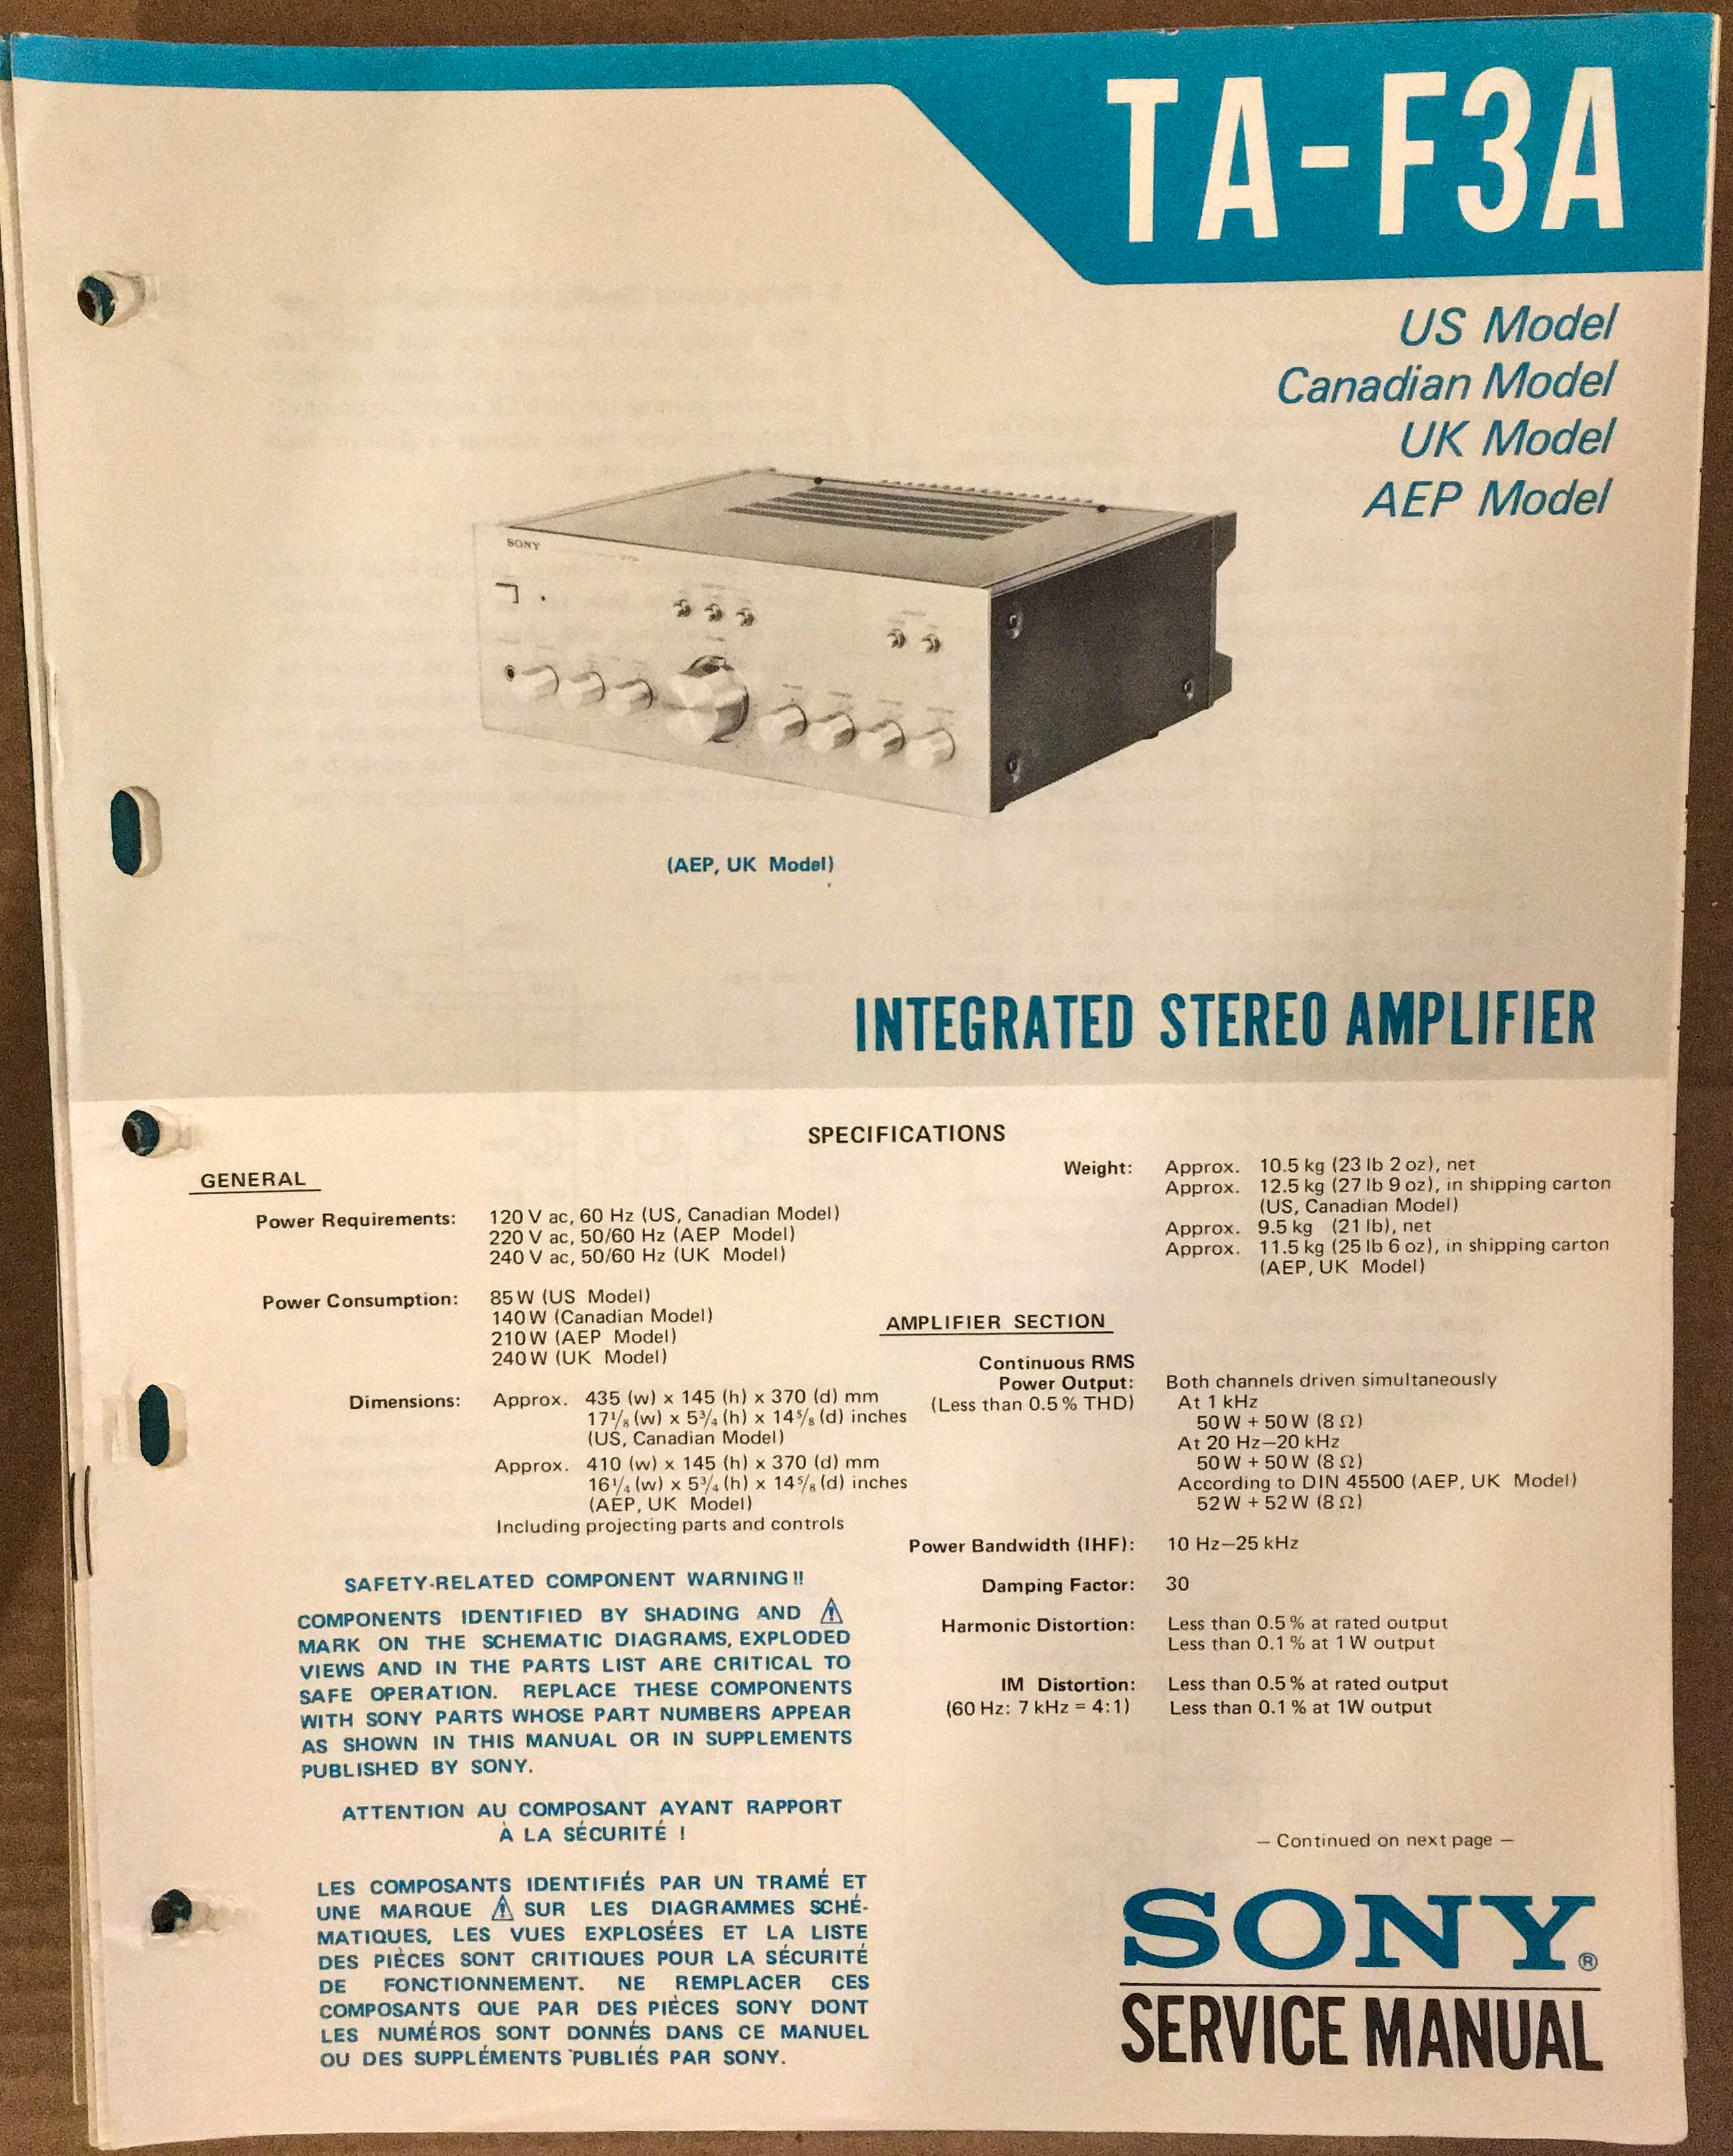 TA-F3A
US Model
Canadian Model
UK Model
AEP Model
SONY
(AEP, UK Model)
INTEGRATED STEREO AMPLIFIER
SPECIFICATIONS
GENERAL
Power Requirements: 120 V ac, 60 Hz (US, Canadian Model)
220 V ac, 50/60 Hz (AEP Model)
240 V ac, 50/60 Hz (UK Model)
Power Consumption: 85 W (US Model)
140 W (Canadian Model)
210 W (AEP Model)
240 W (UK Model)
Dimensions: Approx. 435 (w) x 145 (h) x 370 (d) mm
17⅛ (w) x 5¾ (h) x 14⅝ (d) inches
(US, Canadian Model)
Approx. 410 (w) x 145 (h) x 370 (d) mm
16¼ (w) x 5¾ (h) x 14⅝ (d) inches
(AEP, UK Model)
Including projecting parts and controls
SAFETY-RELATED COMPONENT WARNING!!
COMPONENTS IDENTIFIED BY SHADING AND ⚠
MARK ON THE SCHEMATIC DIAGRAMS, EXPLODED
VIEWS AND IN THE PARTS LIST ARE CRITICAL TO
SAFE OPERATION. REPLACE THESE COMPONENTS
WITH SONY PARTS WHOSE PART NUMBERS APPEAR
AS SHOWN IN THIS MANUAL OR IN SUPPLEMENTS
PUBLISHED BY SONY.
ATTENTION AU COMPOSANT AYANT RAPPORT
À LA SÉCURITÉ !
LES COMPOSANTS IDENTIFIÉS PAR UN TRAMÉ ET
UNE MARQUE ⚠ SUR LES DIAGRAMMES SCHÉ-
MATIQUES, LES VUES EXPLOSÉES ET LA LISTE
DES PIÈCES SONT CRITIQUES POUR LA SÉCURITÉ
DE FONCTIONNEMENT. NE REMPLACER CES
COMPOSANTS QUE PAR DES PIÈCES SONY DONT
LES NUMÉROS SONT DONNÉS DANS CE MANUEL
OU DES SUPPLÉMENTS PUBLIÉS PAR SONY.
Weight: Approx. 10.5 kg (23 lb 2 oz), net
Approx. 12.5 kg (27 lb 9 oz), in shipping carton
(US, Canadian Model)
Approx. 9.5 kg (21 lb), net
Approx. 11.5 kg (25 lb 6 oz), in shipping carton
(AEP, UK Model)
AMPLIFIER SECTION
Continuous RMS
Power Output: Both channels driven simultaneously
(Less than 0.5 % THD) At 1 kHz
50 W + 50 W (8 Ω)
At 20 Hz–20 kHz
50 W + 50 W (8 Ω)
According to DIN 45500 (AEP, UK Model)
52 W + 52 W (8 Ω)
Power Bandwidth (IHF): 10 Hz–25 kHz
Damping Factor: 30
Harmonic Distortion: Less than 0.5 % at rated output
Less than 0.1 % at 1 W output
IM Distortion: Less than 0.5 % at rated output
(60 Hz: 7 kHz = 4:1) Less than 0.1 % at 1W output
— Continued on next page —
SONY®
SERVICE MANUAL